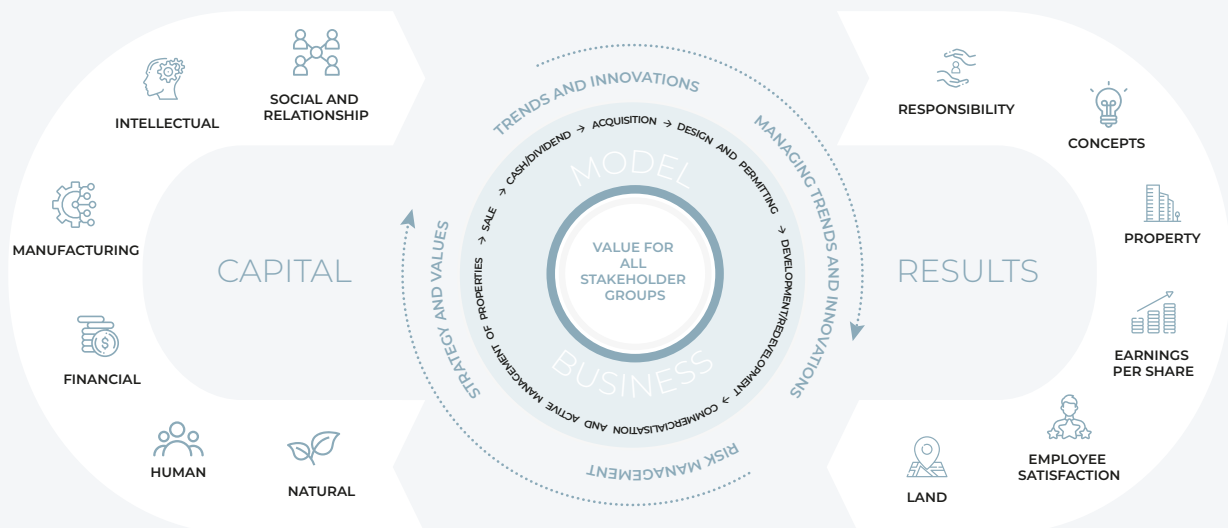 SOCIAL AND
RELATIONSHIP
INTELLECTUAL
MANUFACTURING
CAPITAL
FINANCIAL
HUMAN
NATURAL
TRENDS AND INNOVATIONS
MANAGING TRENDS AND INNOVATIONS
RISK MANAGEMENT
STRATEGY AND VALUES
ACQUISITION → DESIGN AND PERMITTING → DEVELOPMENT/REDEVELOPMENT → COMMERCIALISATION AND ACTIVE MANAGEMENT OF PROPERTIES → SALE → CASH/DIVIDEND →
MODEL
VALUE FOR
ALL
STAKEHOLDER
GROUPS
BUSINESS
RESPONSIBILITY
CONCEPTS
PROPERTY
RESULTS
EARNINGS
PER SHARE
EMPLOYEE
SATISFACTION
LAND